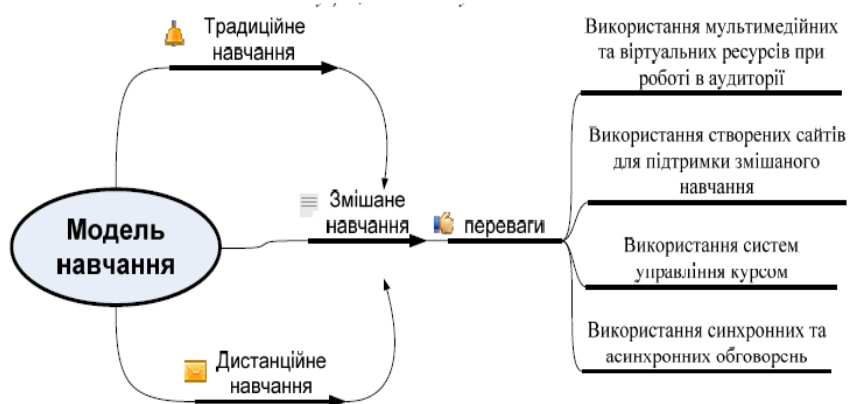 Традиційне
навчання
Модель
навчання
Змішане
навчання
переваги
Дистанційне
навчання
Використання мультимедійних
та віртуальних ресурсів при
роботі в аудиторії
Використання створених сайтів
для підтримки змішаного
навчання
Використання систем
управління курсом
Використання синхронних та
асинхронних обговорень